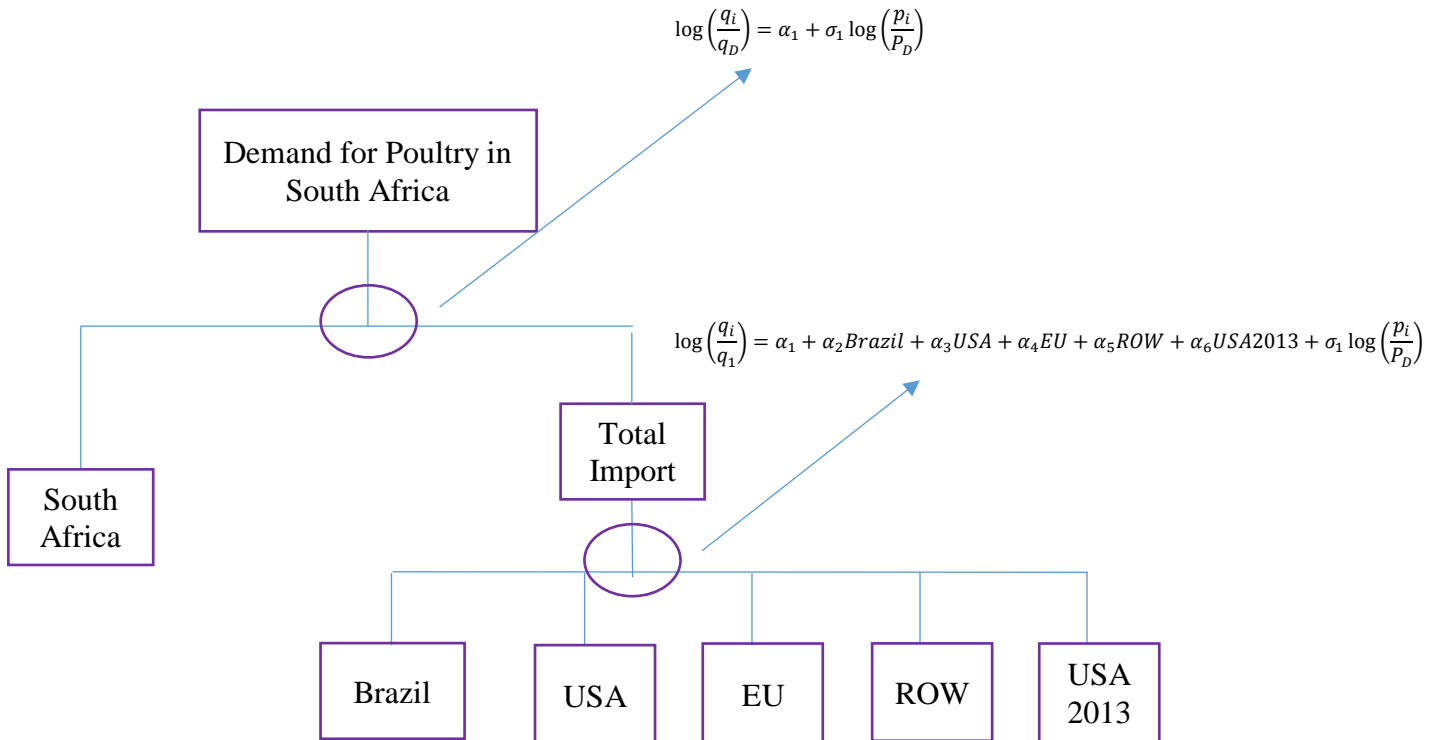 log(q_i/q_D) = α_1 + σ_1 log(p_i/P_D)
Demand for Poultry in
South Africa
log(q_i/q_1) = α_1 + α_2Brazil + α_3USA + α_4EU + α_5ROW + α_6USA2013 + σ_1 log(p_i/P_D)
Total
Import
South
Africa
Brazil
USA
EU
ROW
USA
2013